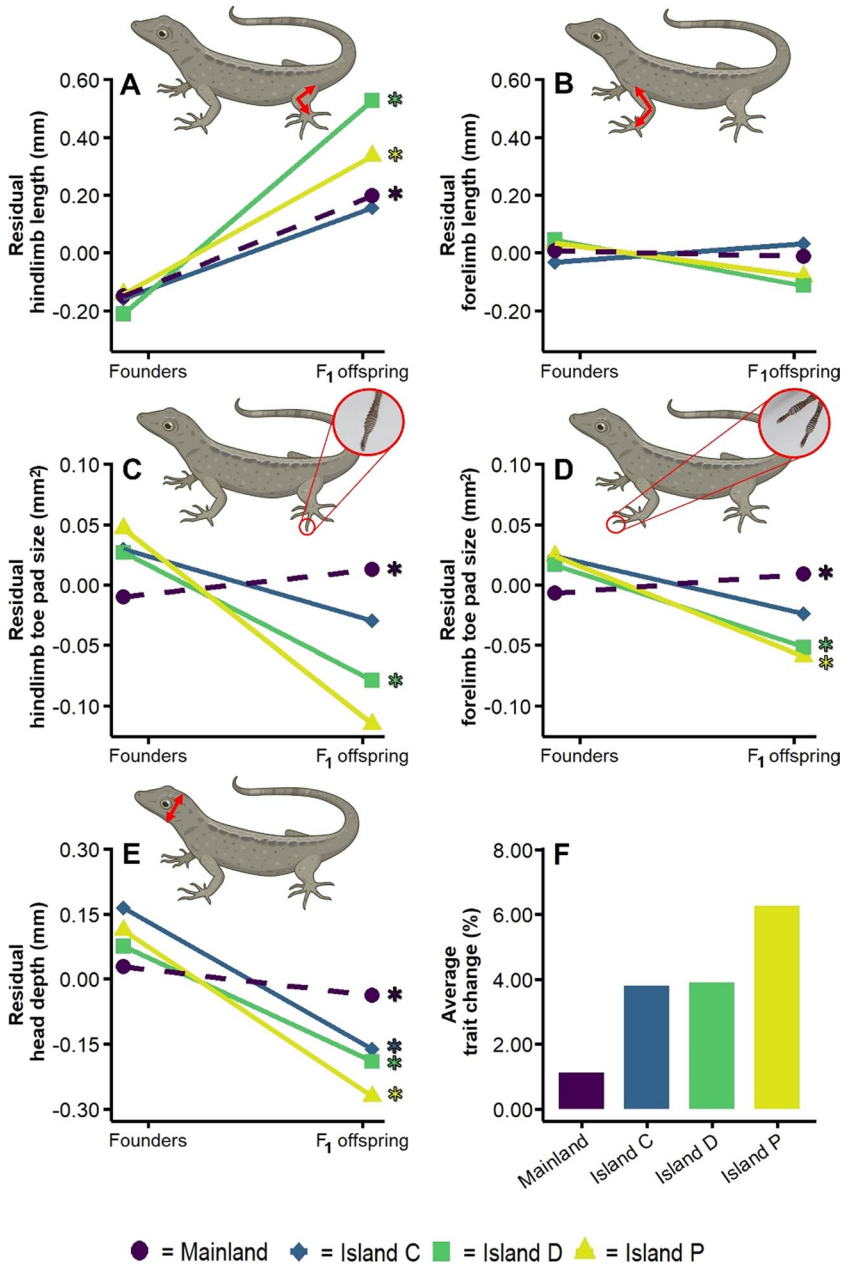 A
Residual
hindlimb length (mm)
0.60
0.40
0.20
0.00
-0.20
*
*
*
Founders
F1 offspring
B
Residual
forelimb length (mm)
0.60
0.40
0.20
0.00
-0.20
Founders
F1 offspring
C
Residual
hindlimb toe pad size (mm²)
0.10
0.05
0.00
-0.05
-0.10
*
*
Founders
F1 offspring
D
Residual
forelimb toe pad size (mm²)
0.10
0.05
0.00
-0.05
-0.10
*
*
*
Founders
F1 offspring
E
Residual
head depth (mm)
0.30
0.15
0.00
-0.15
-0.30
*
*
*
*
Founders
F1 offspring
F
Average
trait change (%)
8.00
6.00
4.00
2.00
0.00
Mainland
Island C
Island D
Island P
= Mainland = Island C = Island D = Island P